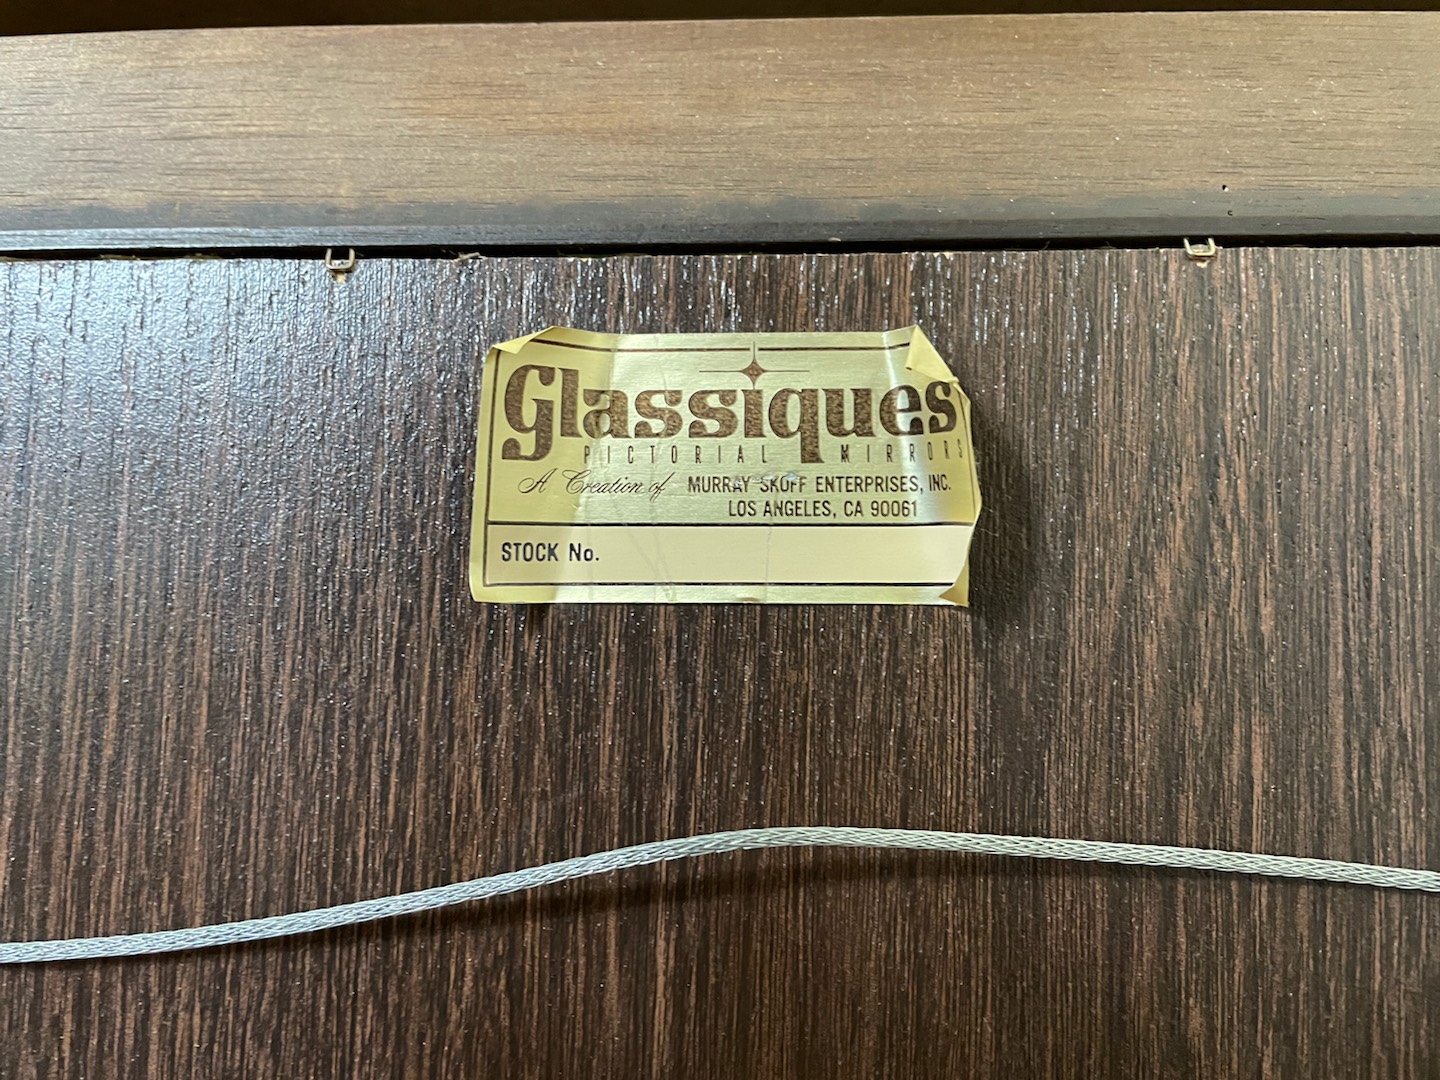 Glassiques
PICTORIAL MIRRORS
A Creation of MURRAY SKOFF ENTERPRISES, INC.
LOS ANGELES, CA 90061
STOCK No.